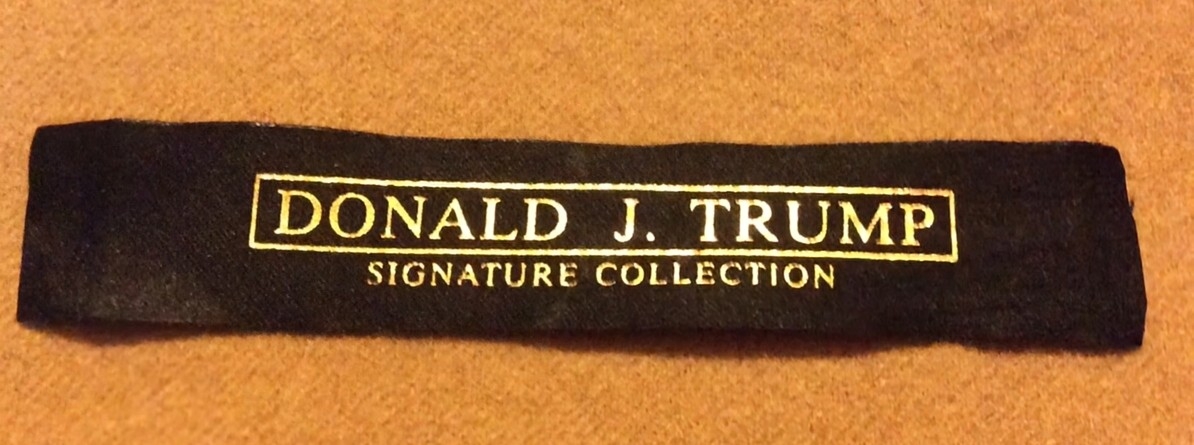 DONALD J. TRUMP
SIGNATURE COLLECTION